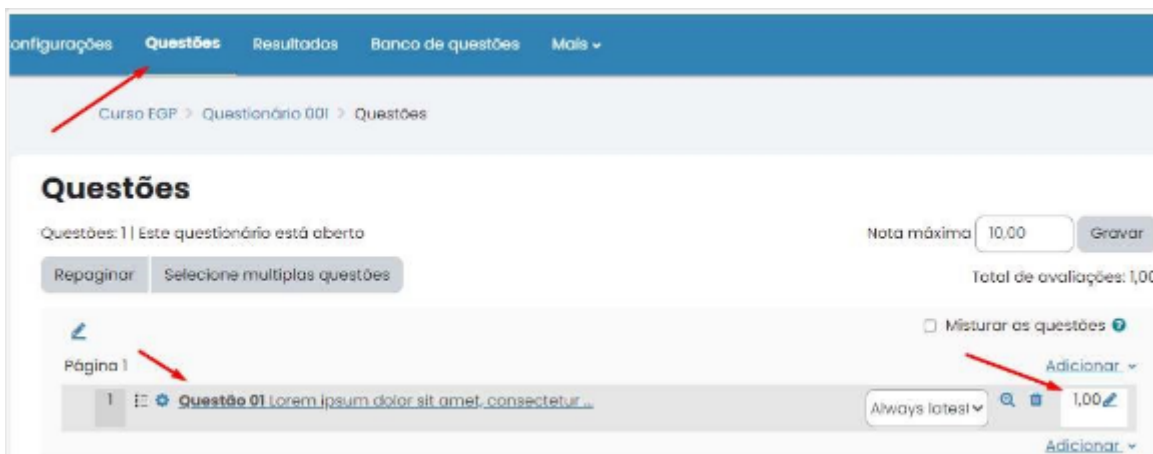 onfigurações Questões Resultados Banco de questões Mais
Curso EGP > Questionário 001 > Questões
Questões
Questões: 1 | Este questionário está aberto
Nota máxima 10,00 Gravar
Repaginar Selecione multiplas questões
Total de avaliações: 1,00
Misturar as questões
Página 1
Adicionar
1 Questão 01 Lorem ipsum dolor sit amet, consectetur ...
Always latest 1,00
Adicionar